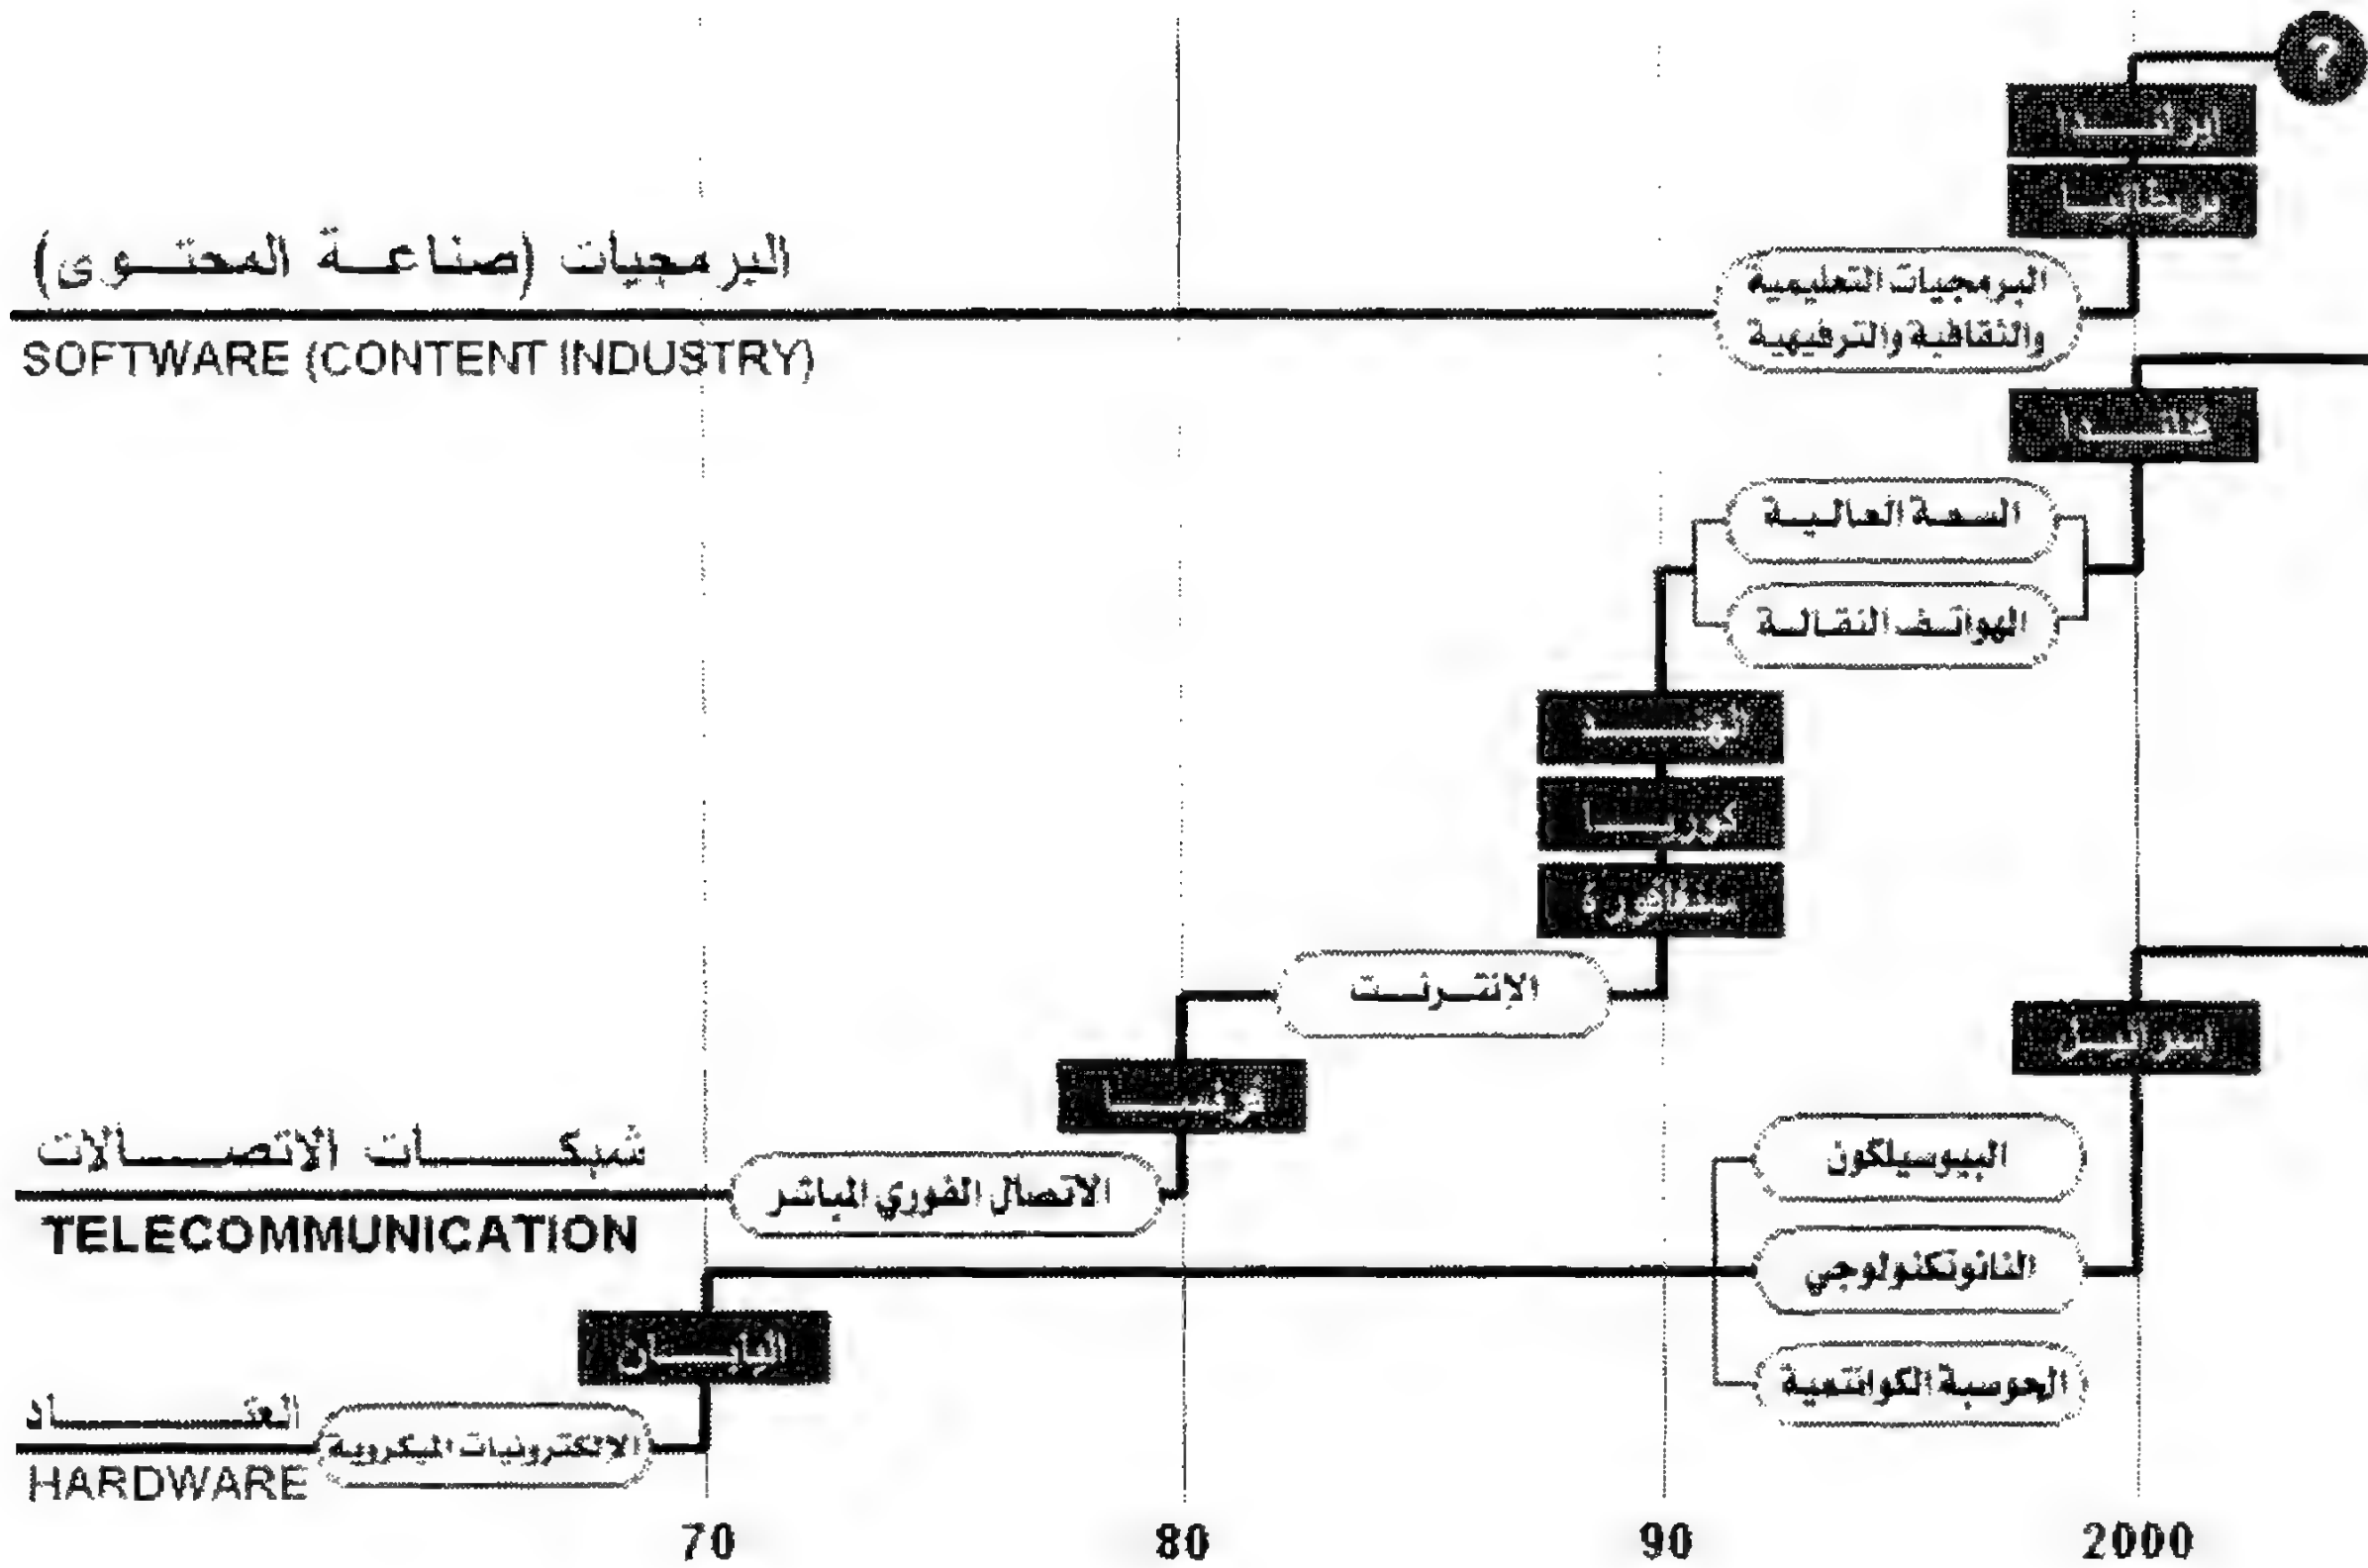 ?
ايرلندا
بريطانيا
البرمجيات (صناعة المحتوى)
SOFTWARE (CONTENT INDUSTRY)
البرمجيات التعليمية
والثقافية والترفيهية
كندا
السعة العالية
الهواتف النقالة
الهند
كوريا
سنغافورة
الإنترنت
إسرائيل
فرنسا
شبكات الاتصالات
TELECOMMUNICATION
الاتصال الفوري المباشر
البيوسيلكون
النانوتكنولوجي
الحوسبة الكوانتمية
اليابان
العتاد
HARDWARE
الالكترونيات الميكروية
70
80
90
2000